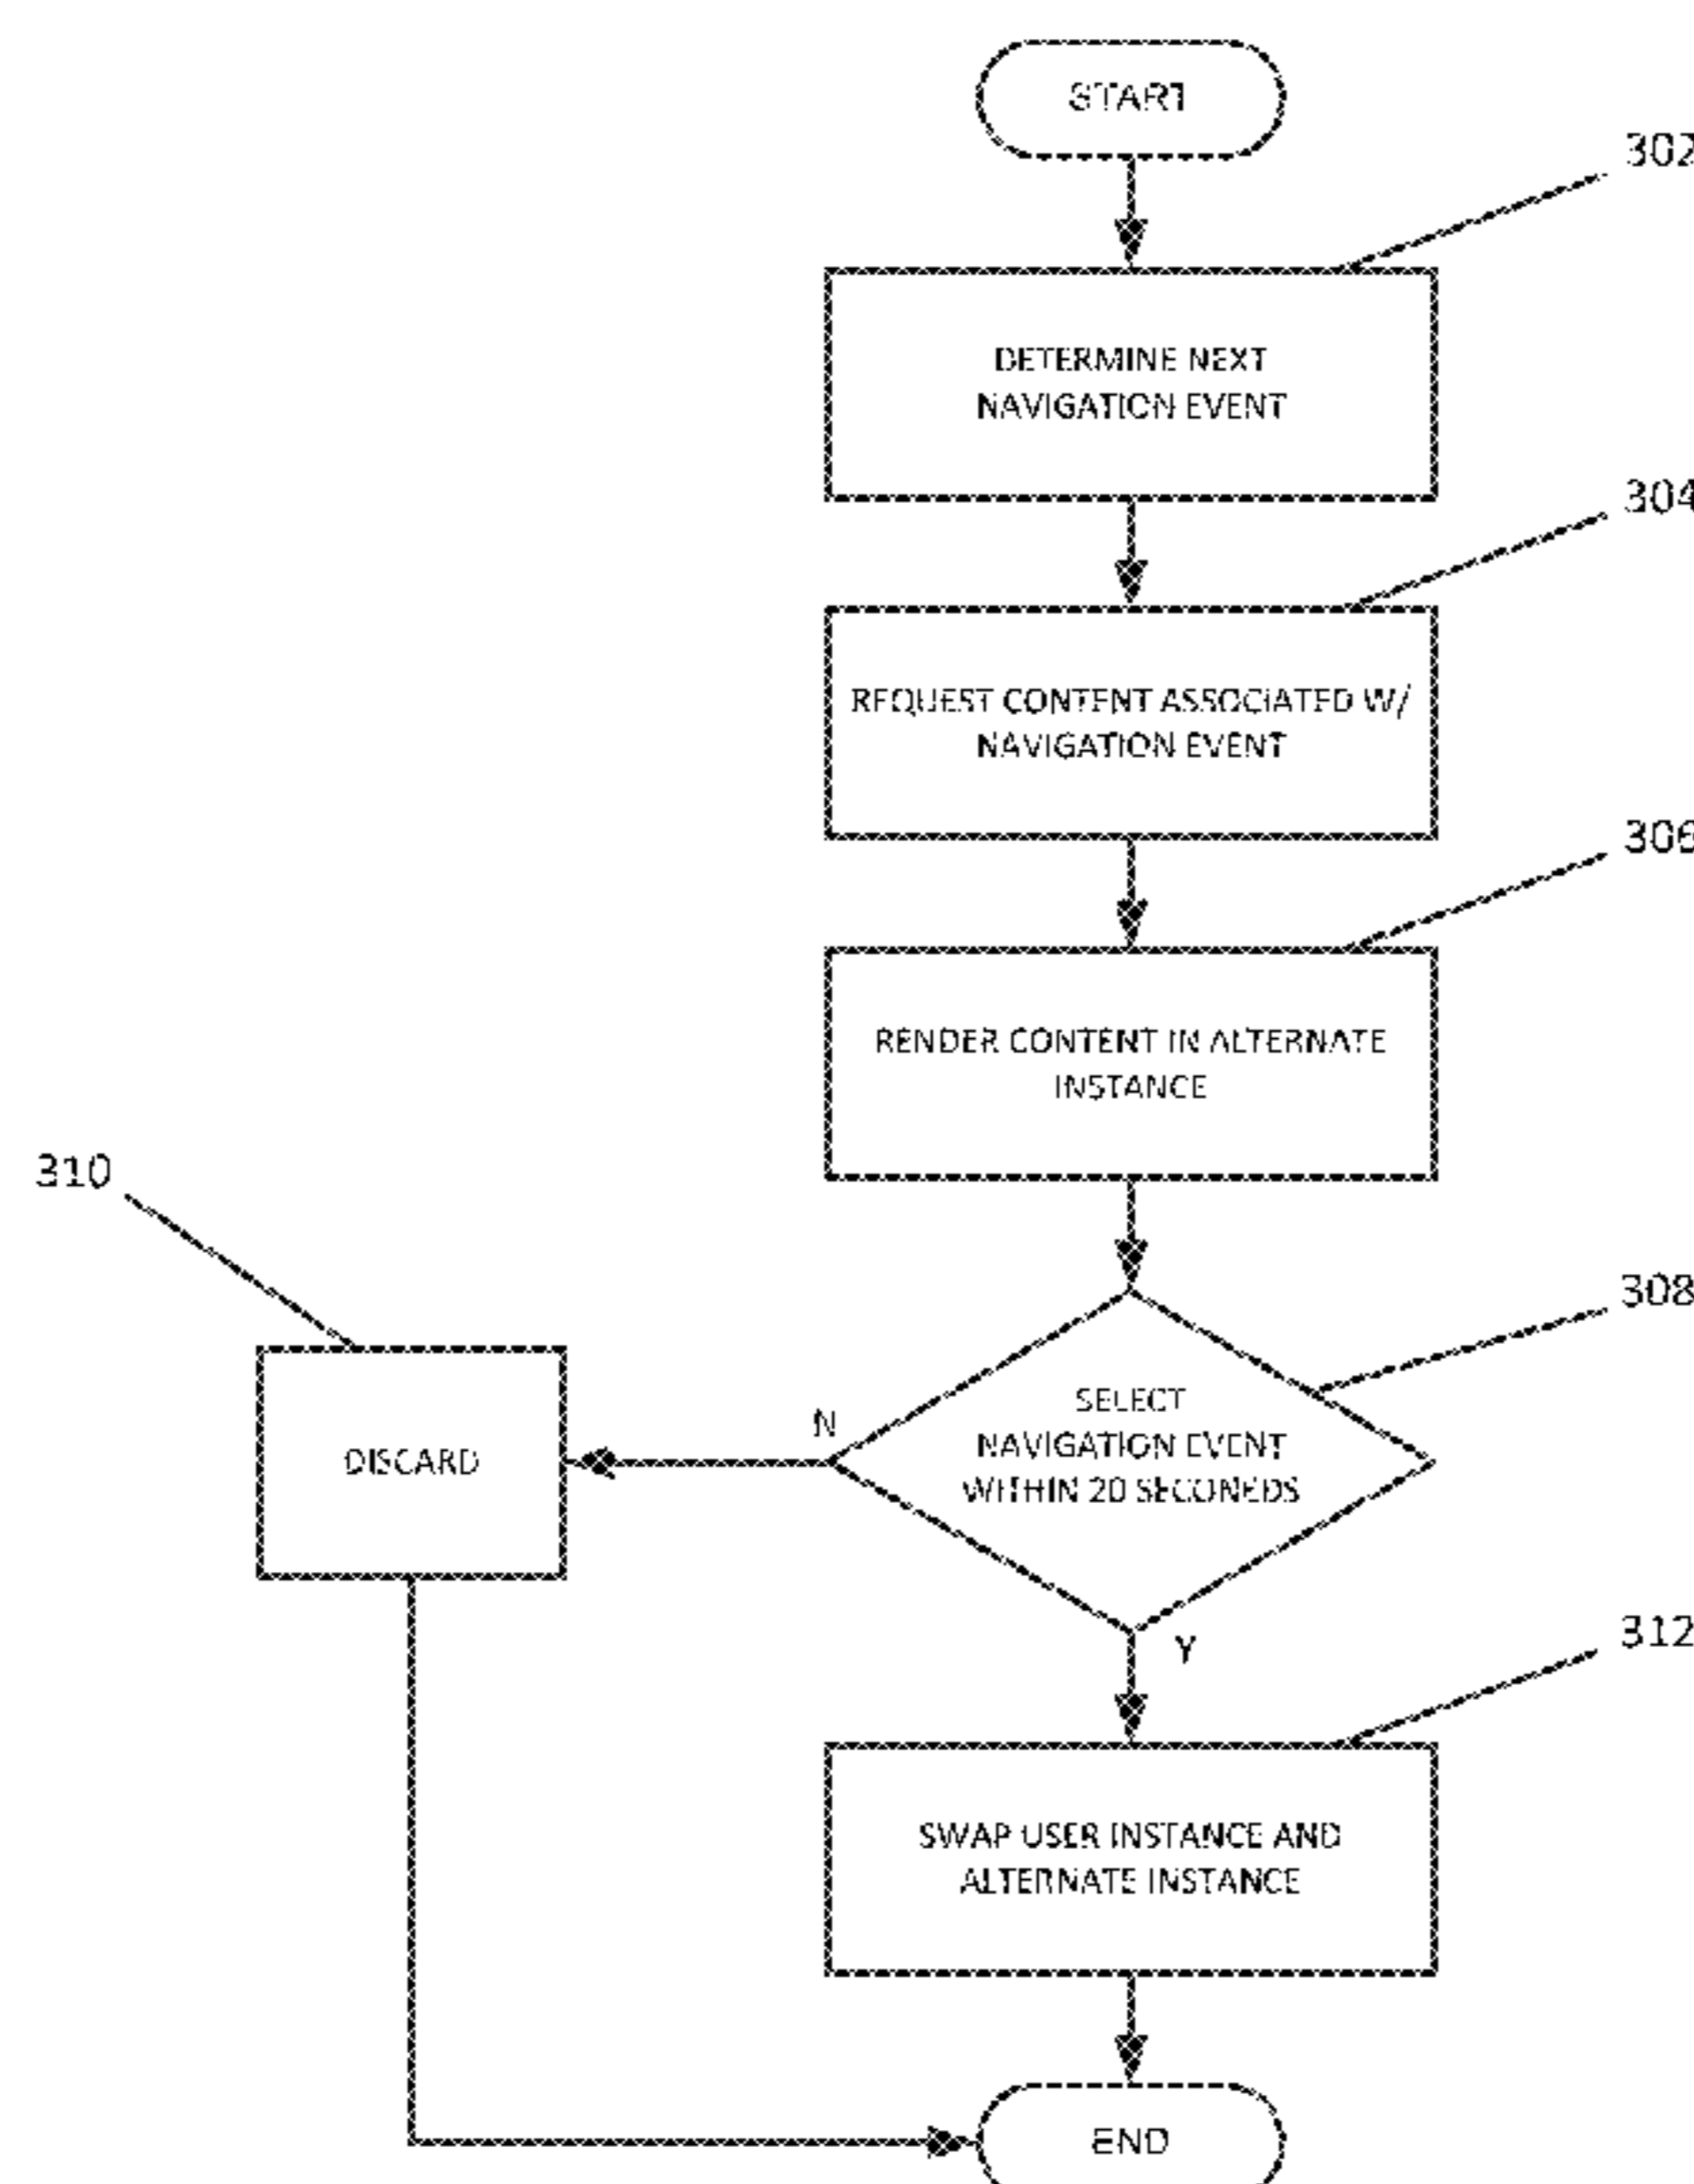 START
302
DETERMINE NEXT
NAVIGATION EVENT
304
REQUEST CONTENT ASSOCIATED W/
NAVIGATION EVENT
306
RENDER CONTENT IN ALTERNATE
INSTANCE
310
308
SELECT
NAVIGATION EVENT
WITHIN 20 SECONEDS
N
DISCARD
Y
312
SWAP USER INSTANCE AND
ALTERNATE INSTANCE
END